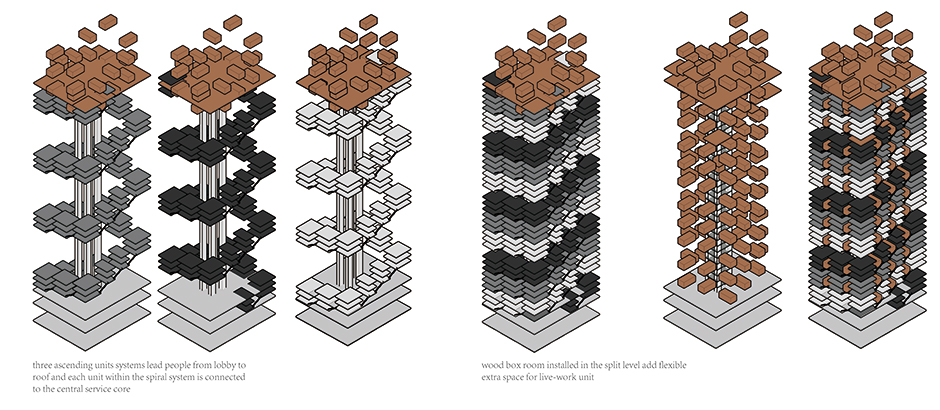 three ascending units systems lead people from lobby to
roof and each unit within the spiral system is connected
to the central service core
wood box room installed in the split level add flexible
extra space for live-work unit